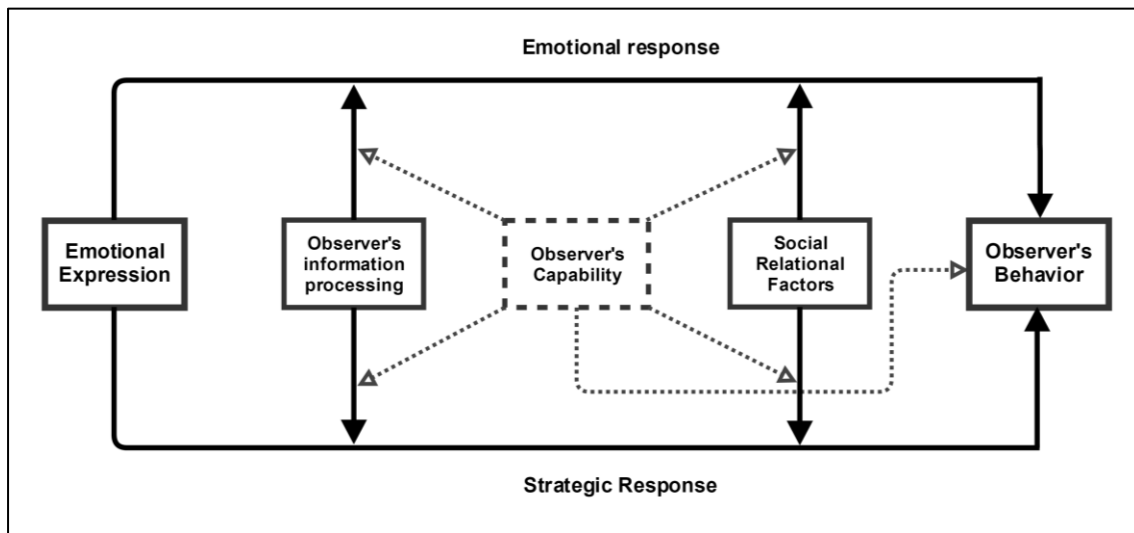 Emotional response
Emotional
Expression
Observer's
information
processing
Observer's
Capability
Social
Relational
Factors
Observer's
Behavior
Strategic Response